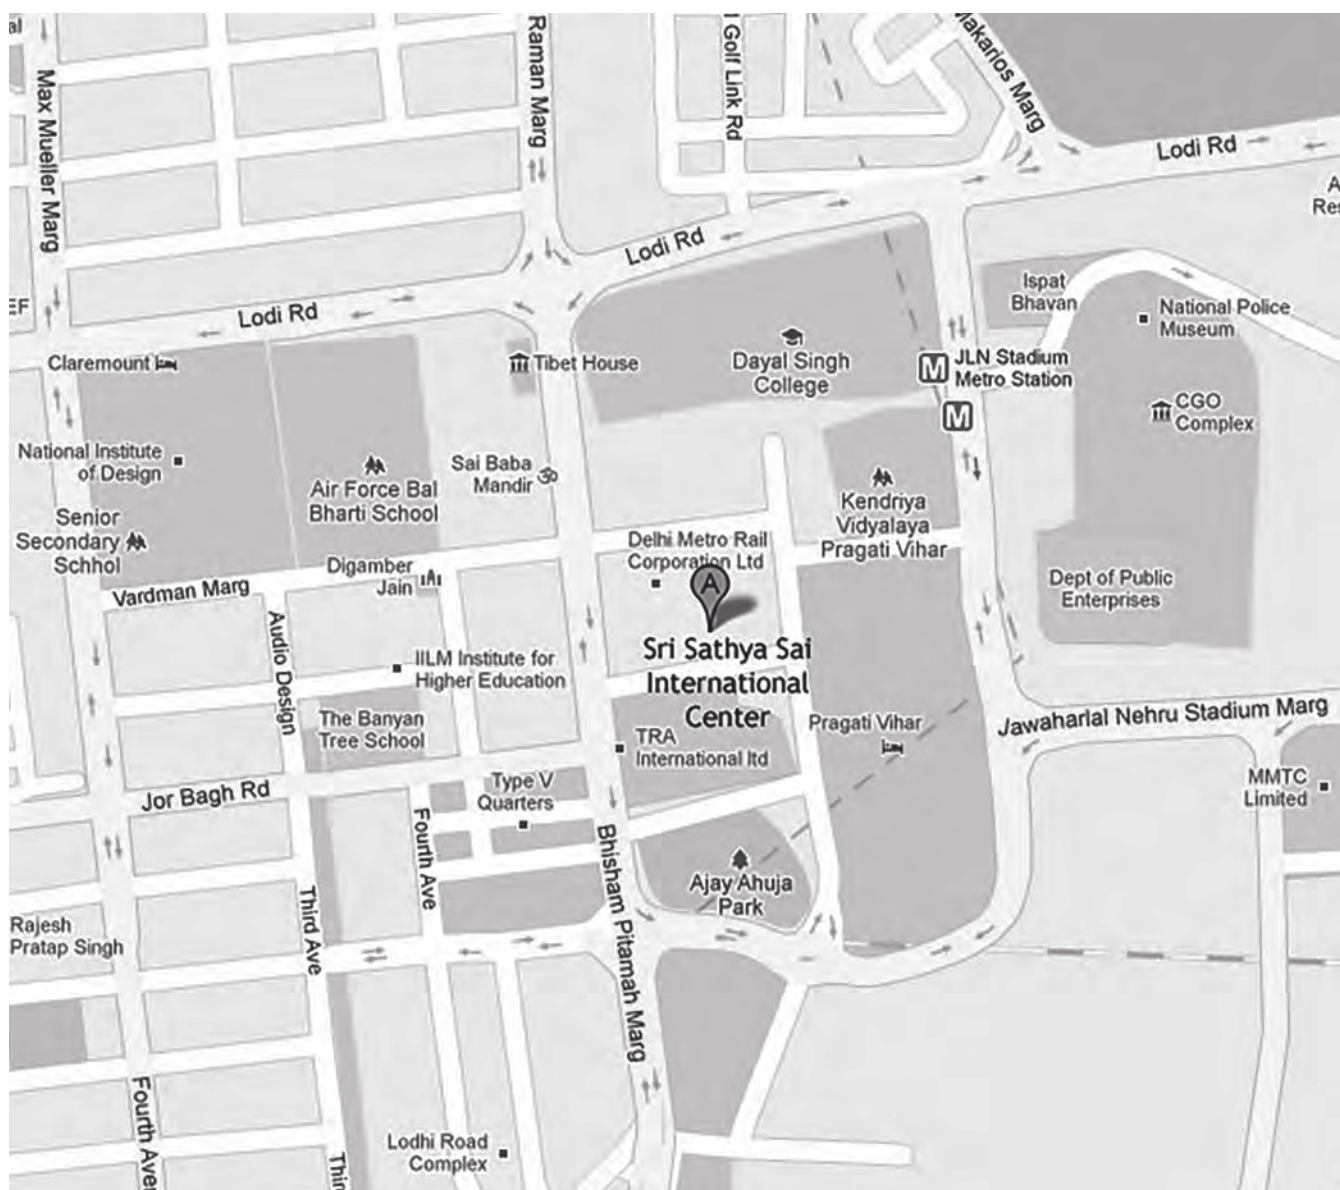 al
Max Mueller Marg
Raman Marg
l Golf Link Rd
Makarios Marg
Lodi Rd
A
Res
Lodi Rd
Lodi Rd
EF
Ispat
Bhavan
National Police
Museum
Claremount
Tibet House
Dayal Singh
College
M
JLN Stadium
Metro Station
M
CGO
Complex
National Institute
of Design
Air Force Bal
Bharti School
Sai Baba
Mandir
Kendriya
Vidyalaya
Pragati Vihar
Senior
Secondary
Schhol
Delhi Metro Rail
Corporation Ltd
Digamber
Jain
Vardman Marg
Dept of Public
Enterprises
A
Sri Sathya Sai
International
Center
Audio Design
IILM Institute for
Higher Education
The Banyan
Tree School
TRA
International ltd
Pragati Vihar
Jawaharlal Nehru Stadium Marg
Type V
Quarters
MMTC
Limited
Jor Bagh Rd
Fourth Ave
Bhisham Pitamah Marg
Ajay Ahuja
Park
Third Ave
Rajesh
Pratap Singh
Fourth Aven
Lodhi Road
Complex
Thir